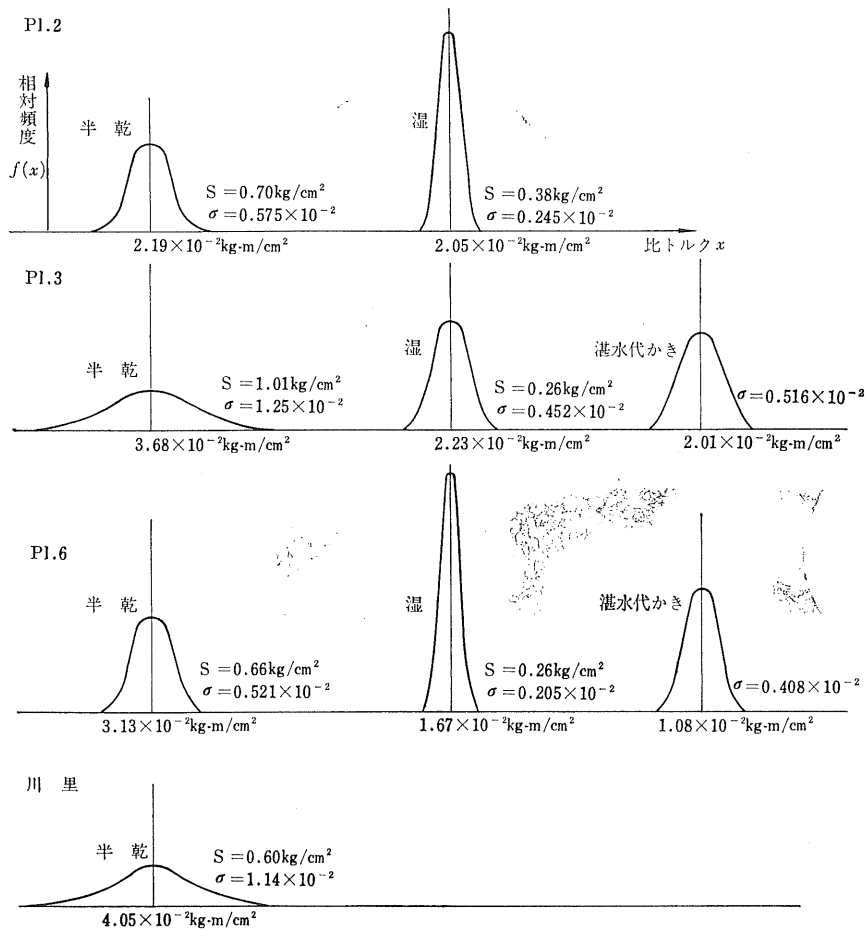 P1.2
相対頻度
f(x)
半 乾
S=0.70kg/cm²
σ=0.575×10⁻²
2.19×10⁻²kg-m/cm²
湿
S=0.38kg/cm²
σ=0.245×10⁻²
2.05×10⁻²kg-m/cm²
比トルクx
P1.3
半 乾
S=1.01kg/cm²
σ=1.25×10⁻²
3.68×10⁻²kg-m/cm²
湿
S=0.26kg/cm²
σ=0.452×10⁻²
2.23×10⁻²kg-m/cm²
湛水代かき
σ=0.516×10⁻²
2.01×10⁻²kg-m/cm²
P1.6
半 乾
S=0.66kg/cm²
σ=0.521×10⁻²
3.13×10⁻²kg-m/cm²
湿
S=0.26kg/cm²
σ=0.205×10⁻²
1.67×10⁻²kg-m/cm²
湛水代かき
σ=0.408×10⁻²
1.08×10⁻²kg-m/cm²
川 里
半 乾
S=0.60kg/cm²
σ=1.14×10⁻²
4.05×10⁻²kg-m/cm²